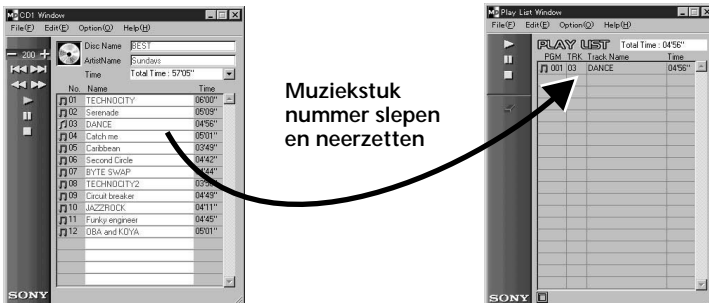 CD1 Window
File(F) Edit(E) Option(O) Help(H)
Disc Name BEST
ArtistName Sundays
Time Total Time : 57'05"
200
No. Name Time
01 TECHNOCITY 06'00"
02 Serenade 05'09"
03 DANCE 04'56"
04 Catch me 05'01"
05 Caribbean 03'49"
06 Second Circle 04'42"
07 BYTE SWAP
08 TECHNOCITY2
09 Circuit breaker 04'49"
10 JAZZROCK 04'11"
11 Funky engineer 04'45"
12 OBA and KOYA 05'01"
SONY
Muziekstuk
nummer slepen
en neerzetten
Play List Window
File(F) Edit(E) Option(O) Help(H)
PLAY LIST Total Time : 04'56"
PGM TRK Track Name Time
001 03 DANCE 04'56"
SONY